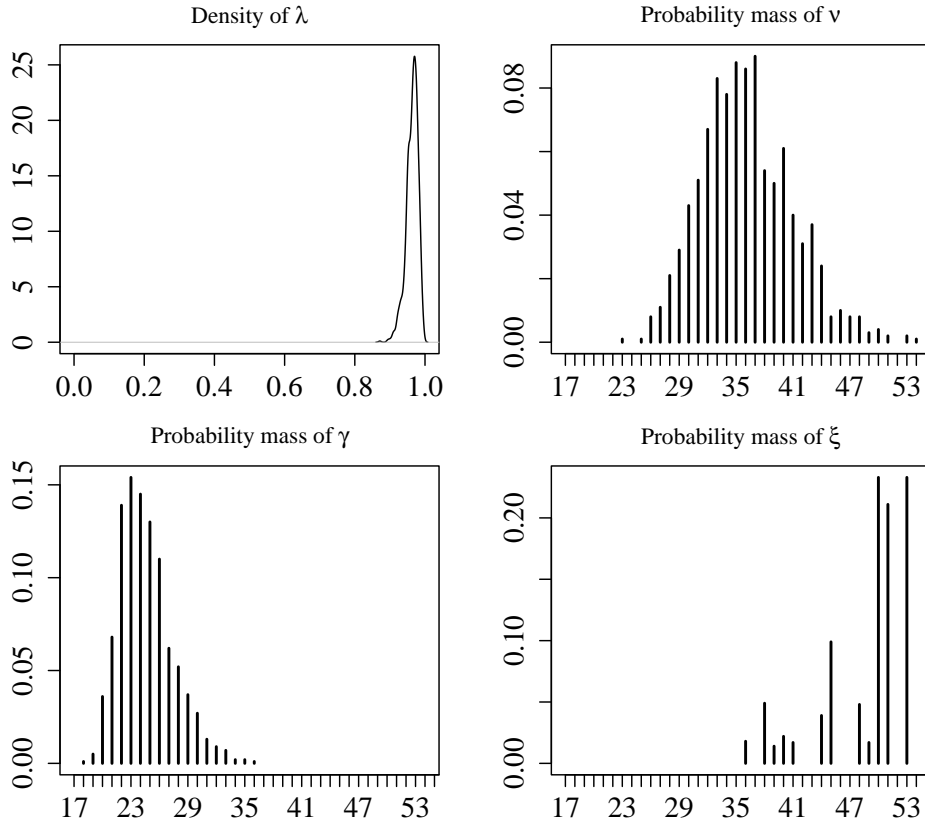 Density of λ
25
20
15
10
5
0
0.0 0.2 0.4 0.6 0.8 1.0
Probability mass of ν
0.08
0.04
0.00
17 23 29 35 41 47 53
Probability mass of γ
0.15
0.10
0.05
0.00
17 23 29 35 41 47 53
Probability mass of ξ
0.20
0.10
0.00
17 23 29 35 41 47 53